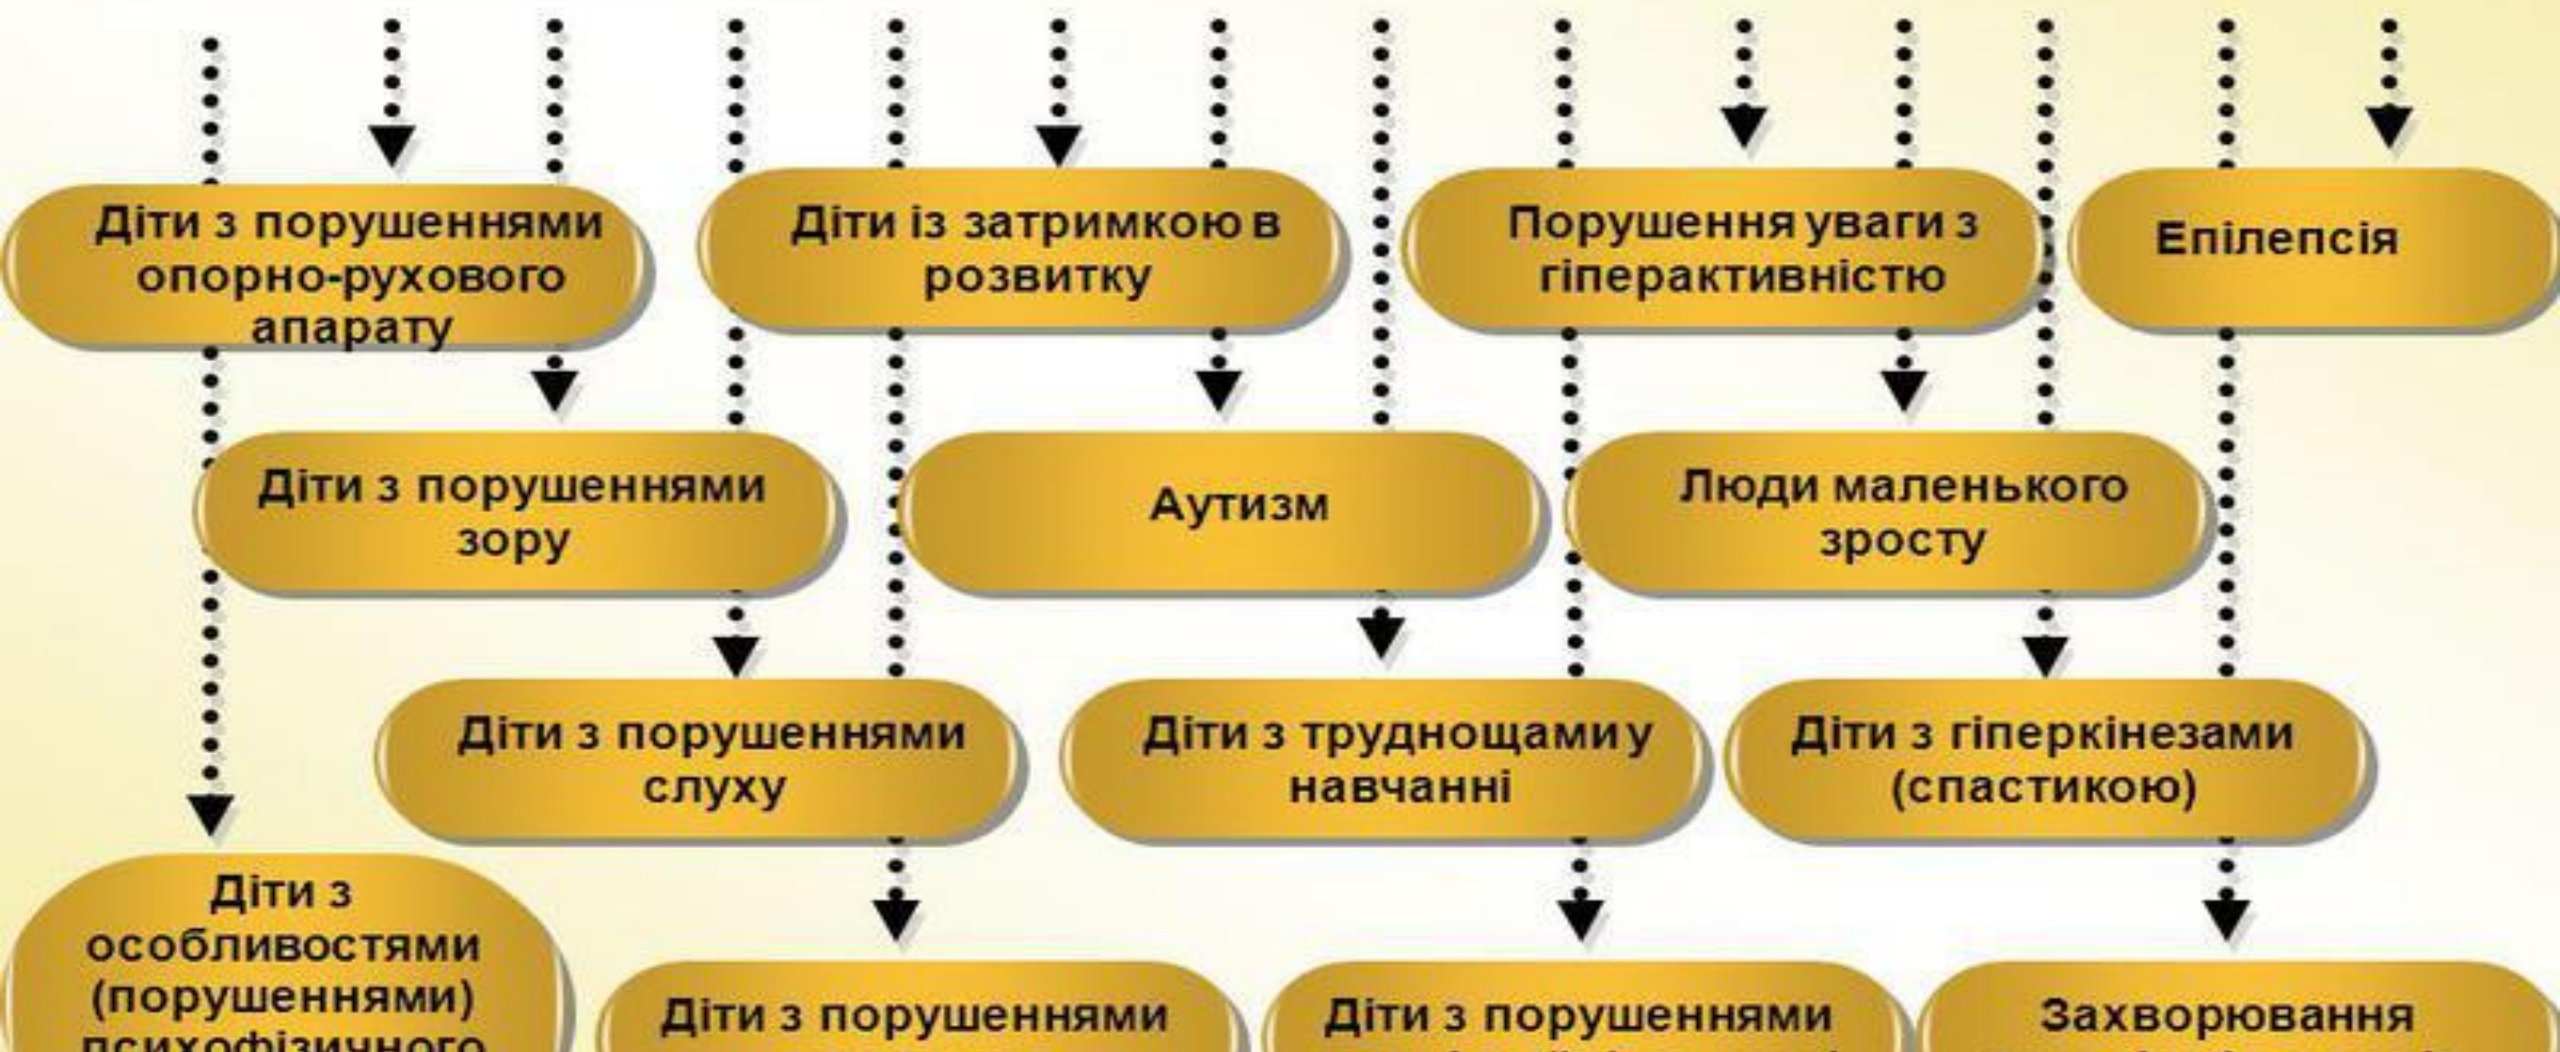 Діти з порушеннями
опорно-рухового
апарату
Діти із затримкою в
розвитку
Порушення уваги з
гіперактивністю
Епілепсія
Діти з порушеннями
зору
Аутизм
Люди маленького
зросту
Діти з порушеннями
слуху
Діти з труднощами у
навчанні
Діти з гіперкінезами
(спастикою)
Діти з
особливостями
(порушеннями)
психофізичного
Діти з порушеннями
Діти з порушеннями
Захворювання